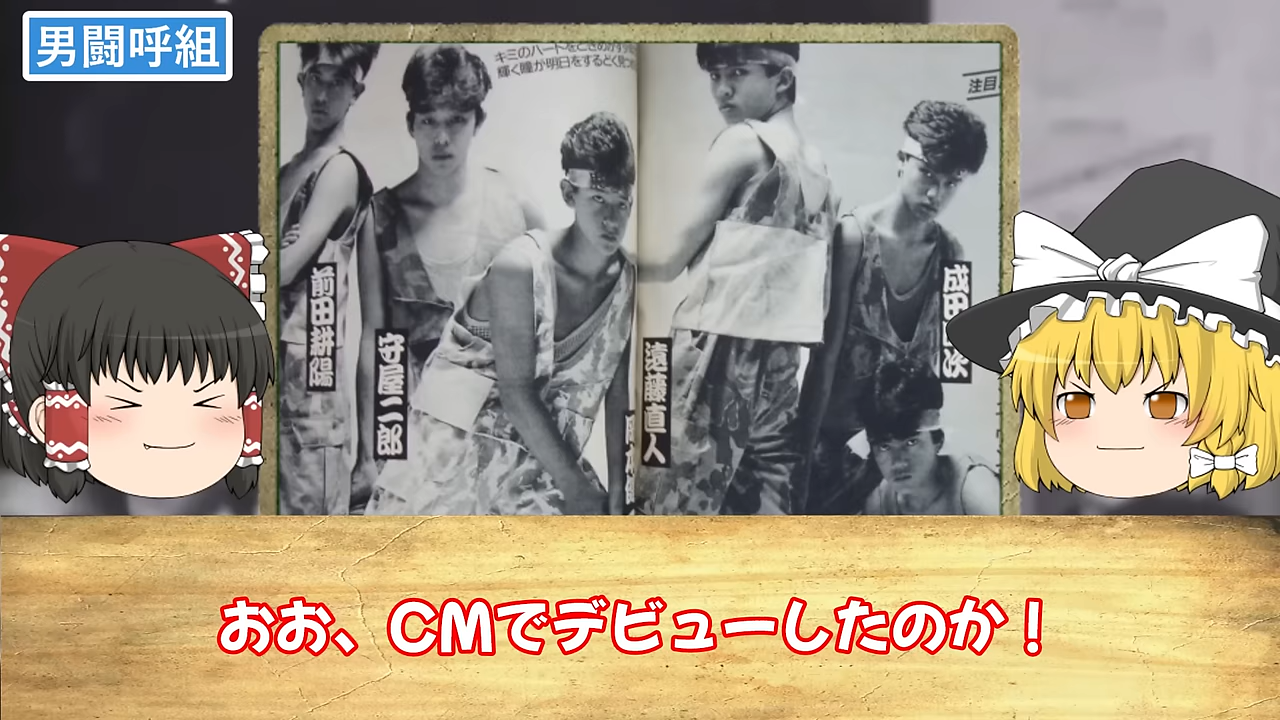 男闘呼組
キミのハートをときめかす
輝く瞳が明日をするどく見つ
注目
前田耕陽
守屋二郎
遠藤直人
成田
おお、CMでデビューしたのか!